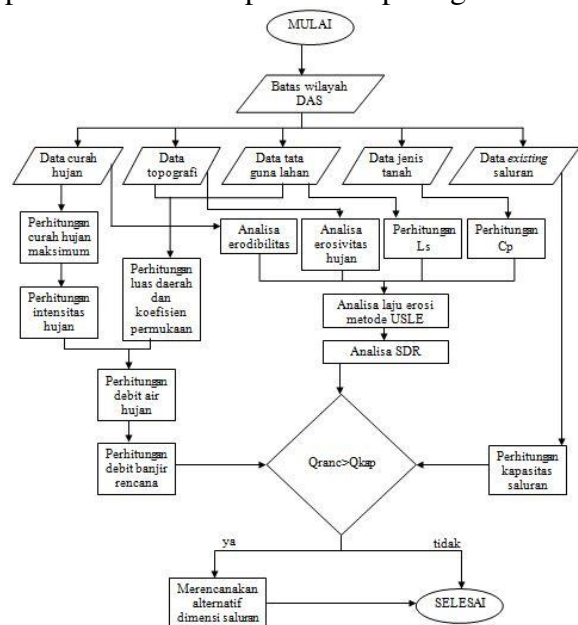 MULAI
Batas wilayah
DAS
Data curah
hujan
Data
topografi
Data tata
guna lahan
Data jenis
tanah
Data existing
saluran
Perhitungan
curah hujan
maksimum
Perhitungan
luas daerah
dan
koefisien
permukaan
Analisa
erodibilitas
Analisa
erosivitas
hujan
Perhitungan
Ls
Perhitungan
Cp
Perhitungan
intensitas
hujan
Analisa laju erosi
metode USLE
Analisa SDR
Perhitungan
debit air
hujan
Perhitungan
debit banjir
rencana
Qranc>Qkap
Perhitungan
kapasitas
saluran
ya
tidak
Merencanakan
alternatif
dimensi saluran
SELESAI